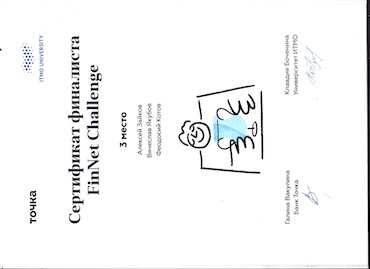 точка
ITMO UNIVERSITY
Сертификат финалиста
FinNet Challenge
3 место
Алексей Зайков
Вячеслав Якубов
Феодосий Котов
Галина Вакулина
Банк Точка
Клавдия Боченина
Университет ИТМО